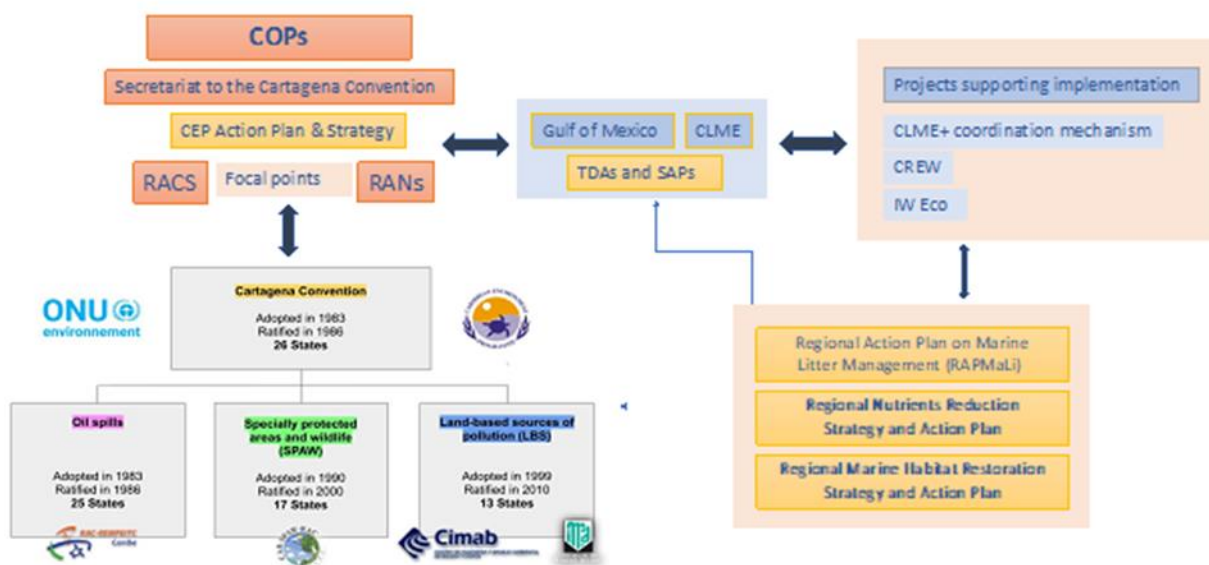 COPs
Secretariat to the Cartagena Convention
CEP Action Plan & Strategy
RACS
Focal points
RANs
Gulf of Mexico
CLME
TDAs and SAPs
Projects supporting implementation
CLME+ coordination mechanism
CREW
IW Eco
ONU
environnement
Cartagena Convention
Adopted in 1983
Ratified in 1986
26 States
Oil spills
Adopted in 1983
Ratified in 1986
25 States
Specially protected
areas and wildlife
(SPAW)
Adopted in 1990
Ratified in 2000
17 States
Land-based sources of
pollution (LBS)
Adopted in 1999
Ratified in 2010
13 States
Cimab
Regional Action Plan on Marine
Litter Management (RAPMaLi)
Regional Nutrients Reduction
Strategy and Action Plan
Regional Marine Habitat Restoration
Strategy and Action Plan